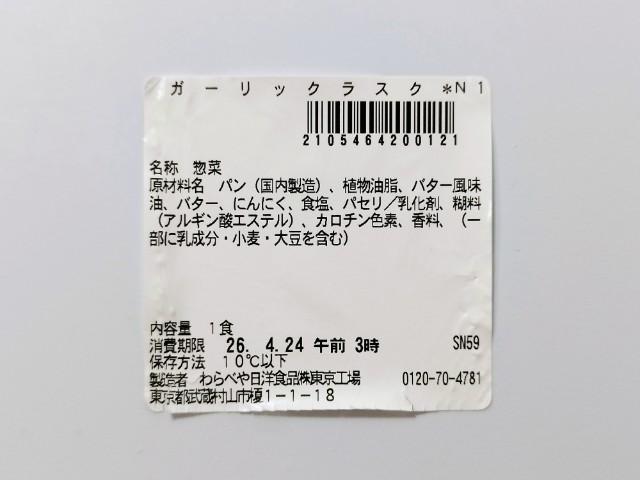 ガーリックラスク *N1
2105464200121
名称 惣菜
原材料名 パン(国内製造)、植物油脂、バター風味
油、バター、にんにく、食塩、パセリ/乳化剤、糊料
(アルギン酸エステル)、カロチン色素、香料、(一
部に乳成分・小麦・大豆を含む)
内容量 1食
消費期限 26. 4.24 午前 3時 SN59
保存方法 10℃以下
製造者 わらべや日洋食品㈱東京工場 0120-70-4781
東京都武蔵村山市榎1-1-18